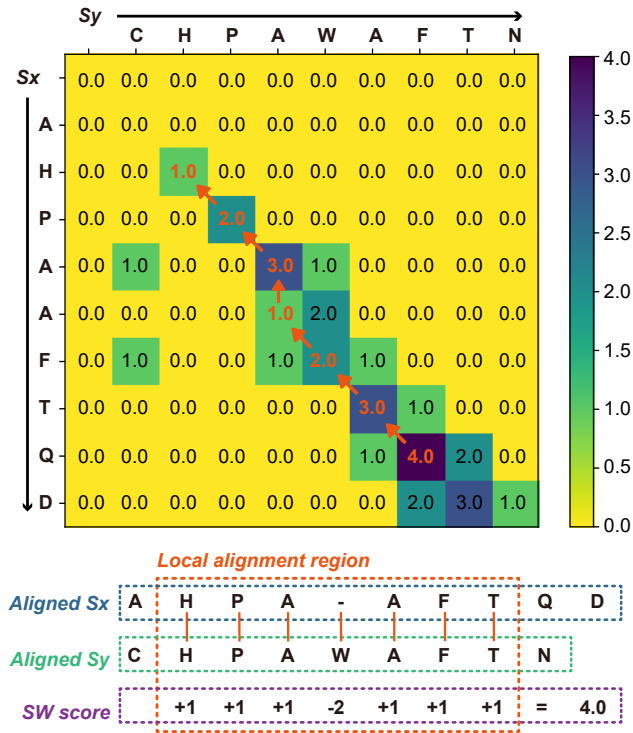 Sy
C H P A W A F T N
Sx
0.0 0.0 0.0 0.0 0.0 0.0 0.0 0.0 0.0 0.0
A 0.0 0.0 0.0 0.0 0.0 0.0 0.0 0.0 0.0 0.0
H 0.0 0.0 1.0 0.0 0.0 0.0 0.0 0.0 0.0 0.0
P 0.0 0.0 0.0 2.0 0.0 0.0 0.0 0.0 0.0 0.0
A 0.0 1.0 0.0 0.0 3.0 1.0 0.0 0.0 0.0 0.0
A 0.0 0.0 0.0 0.0 1.0 2.0 0.0 0.0 0.0 0.0
F 0.0 1.0 0.0 0.0 1.0 2.0 1.0 0.0 0.0 0.0
T 0.0 0.0 0.0 0.0 0.0 0.0 3.0 1.0 0.0 0.0
Q 0.0 0.0 0.0 0.0 0.0 0.0 1.0 4.0 2.0 0.0
D 0.0 0.0 0.0 0.0 0.0 0.0 0.0 2.0 3.0 1.0
4.0
3.5
3.0
2.5
2.0
1.5
1.0
0.5
0.0
Local alignment region
Aligned Sx A H P A - A F T Q D
Aligned Sy C H P A W A F T N
SW score +1 +1 +1 -2 +1 +1 +1 = 4.0